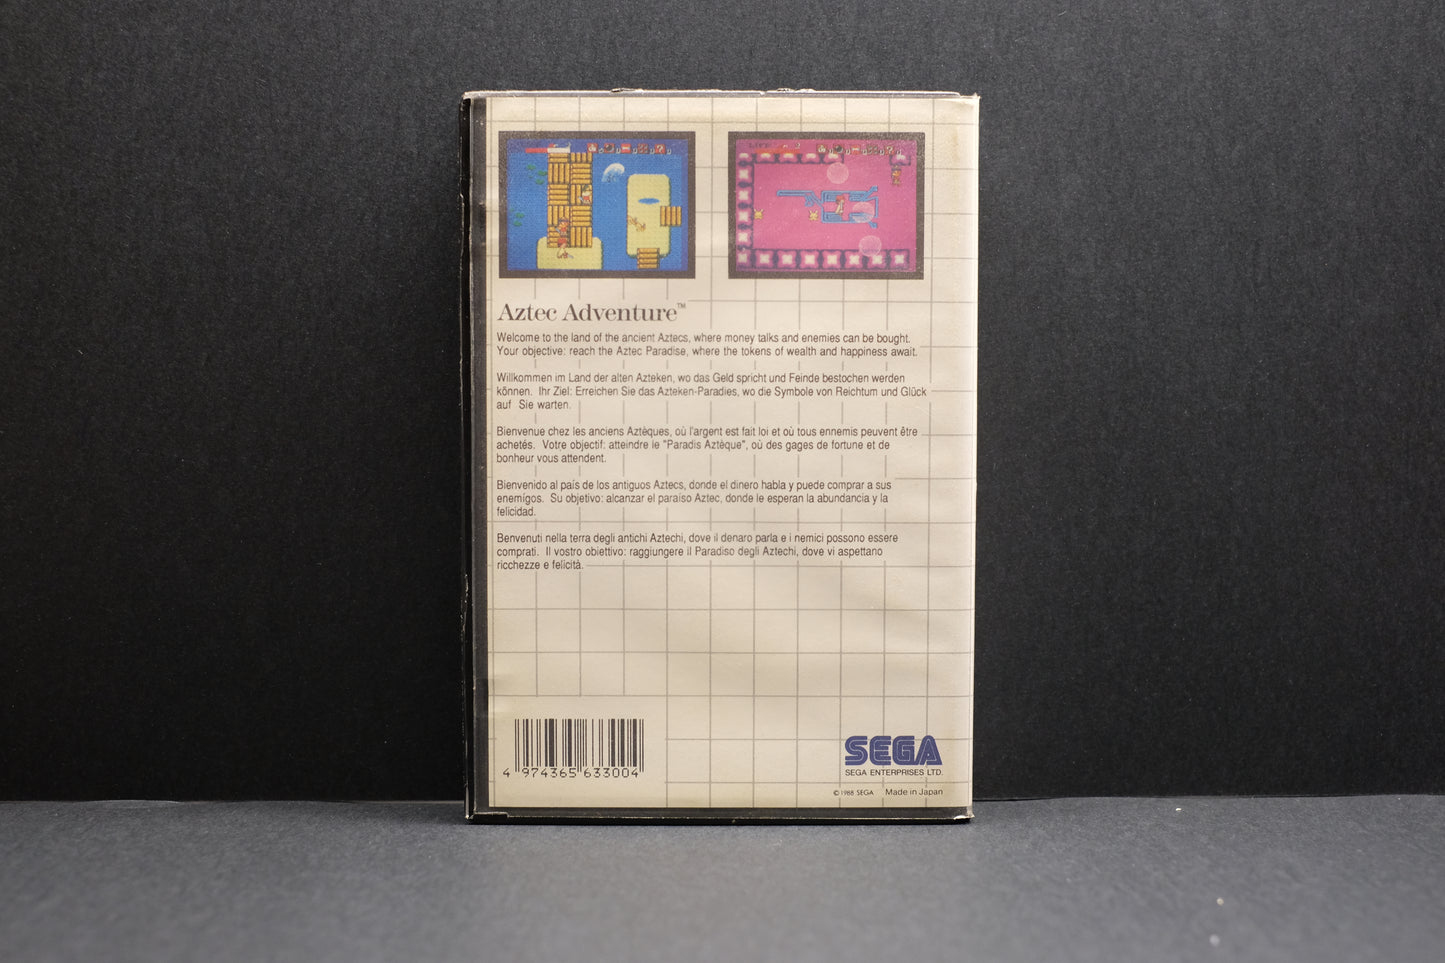 Aztec Adventure™
Welcome to the land of the ancient Aztecs, where money talks and enemies can be bought.
Your objective: reach the Aztec Paradise, where the tokens of wealth and happiness await.
Willkommen im Land der alten Azteken, wo das Geld spricht und Feinde bestochen werden
können. Ihr Ziel: Erreichen Sie das Azteken-Paradies, wo die Symbole von Reichtum und Glück
auf Sie warten.
Bienvenue chez les anciens Aztèques, où l'argent est fait loi et où tous ennemis peuvent être
achetés. Votre objectif: atteindre le "Paradis Aztèque", où des gages de fortune et de
bonheur vous attendent.
Bienvenido al país de los antiguos Aztecs, donde el dinero habla y puede comprar a sus
enemigos. Su objetivo: alcanzar el paraiso Aztec, donde le esperan la abundancia y la
felicidad.
Benvenuti nella terra degli antichi Aztechi, dove il denaro parla e i nemici possono essere
comprati. Il vostro obiettivo: raggiungere il Paradiso degli Aztechi, dove vi aspettano
ricchezze e felicità.
4 974365 633004
SEGA
SEGA ENTERPRISES LTD.
© 1988 SEGA Made in Japan